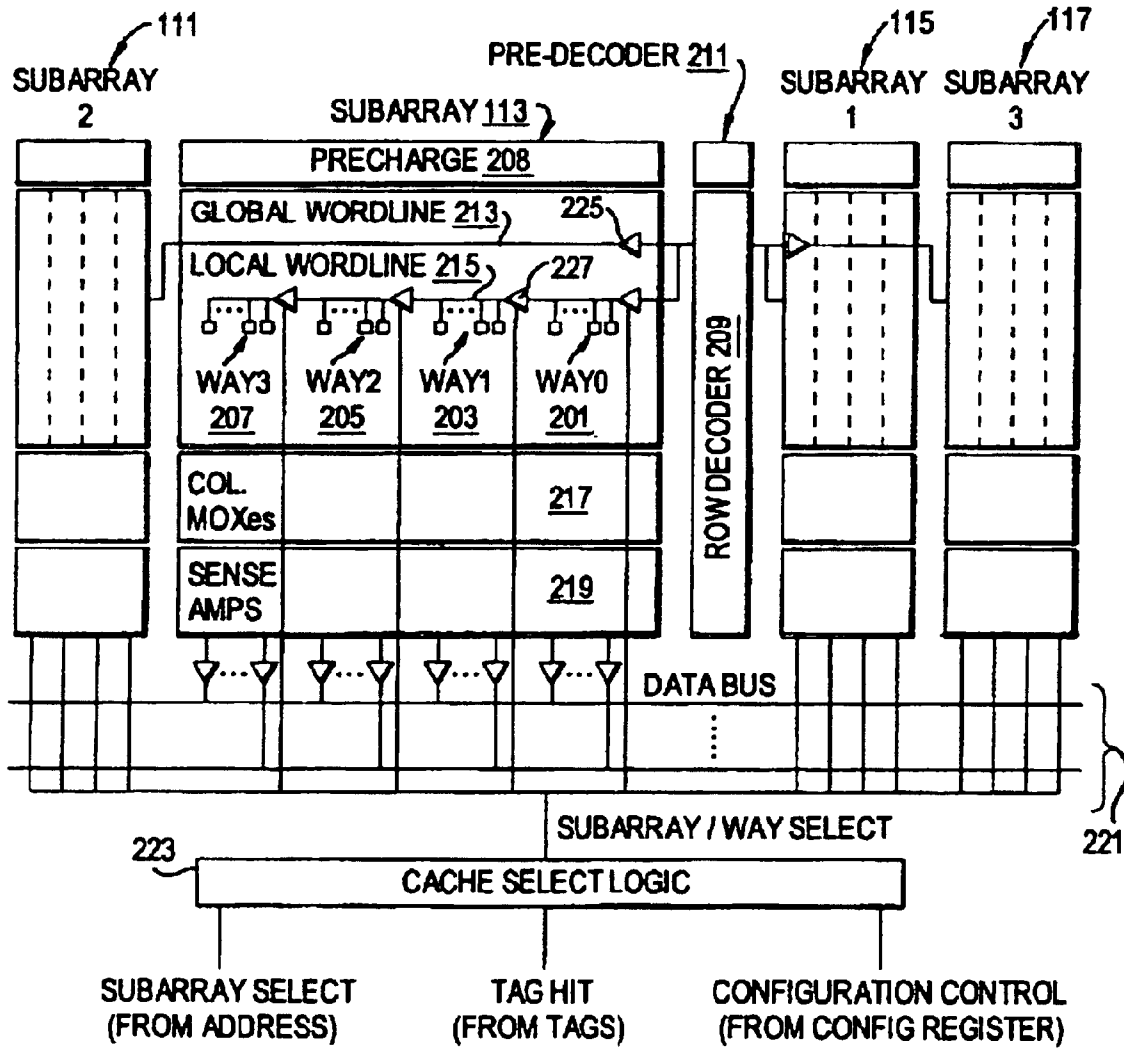 111
SUBARRAY
2
PRE-DECODER 211
115
SUBARRAY
1
117
SUBARRAY
3
SUBARRAY 113
PRECHARGE 208
GLOBAL WORDLINE 213
225
LOCAL WORDLINE 215
227
WAY3
207
WAY2
205
WAY1
203
WAY0
201
ROW DECODER 209
COL.
MOXes
217
SENSE
AMPS
219
DATA BUS
221
SUBARRAY / WAY SELECT
223
CACHE SELECT LOGIC
SUBARRAY SELECT
(FROM ADDRESS)
TAG HIT
(FROM TAGS)
CONFIGURATION CONTROL
(FROM CONFIG REGISTER)